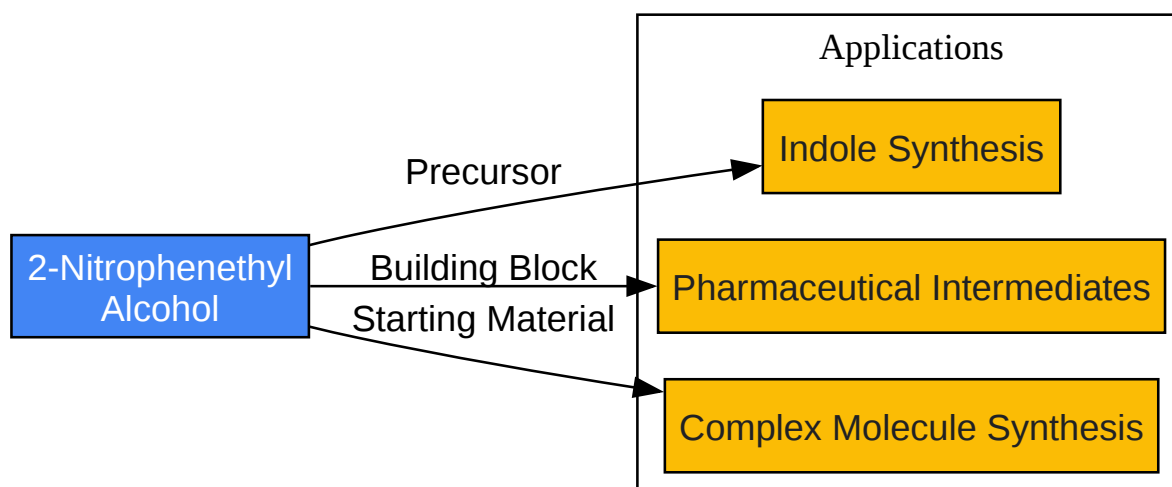 Applications
Indole Synthesis
Precursor
2-Nitrophenethyl
Alcohol
Building Block
Pharmaceutical Intermediates
Starting Material
Complex Molecule Synthesis